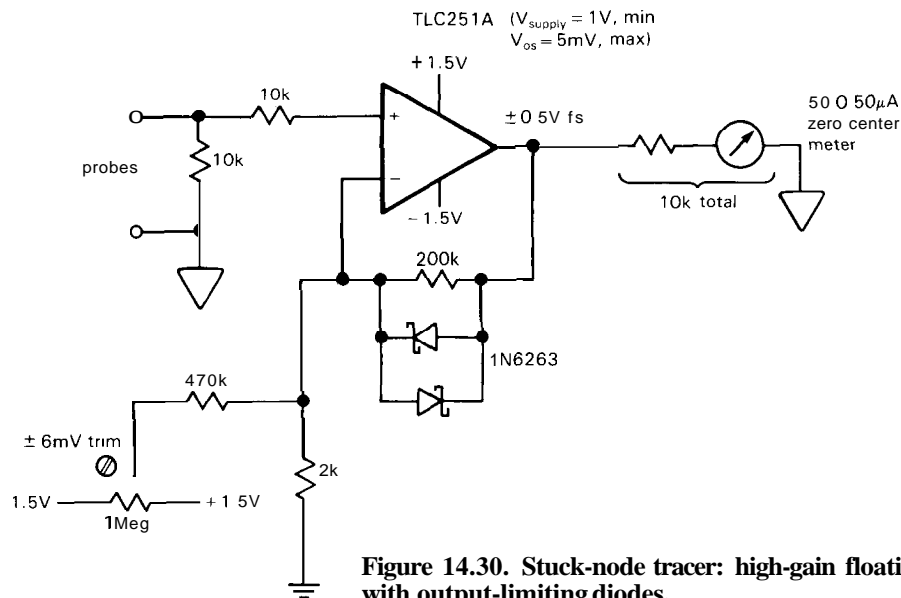 TLC251A (Vsupply = 1V, min
Vos = 5mV, max)
+ 1.5V
10k
+
± 0 5V fs
50 0 50µA
zero center
meter
probes
10k
−
− 1.5V
10k total
200k
1N6263
470k
± 6mV trim
2k
1.5V
+ 1 5V
1Meg
Figure 14.30. Stuck-node tracer: high-gain floati
with output-limiting diodes